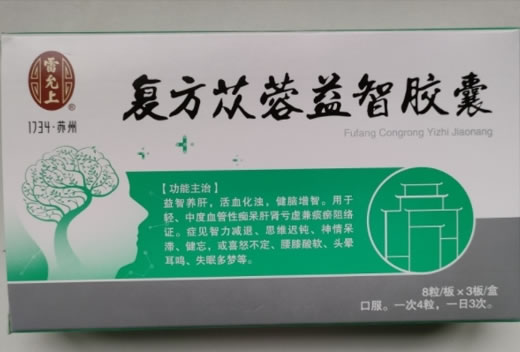 雷允上
®
1734·苏州
复方苁蓉益智胶囊
Fufang Congrong Yizhi Jiaonang
【功能主治】
益智养肝，活血化浊，健脑增智。用于
轻、中度血管性痴呆肝肾亏虚兼痰瘀阻络
证。症见智力减退、思维迟钝、神情呆
滞、健忘，或喜怒不定、腰膝酸软、头晕
耳鸣、失眠多梦等。
8粒/板×3板/盒
口服。一次4粒，一日3次。